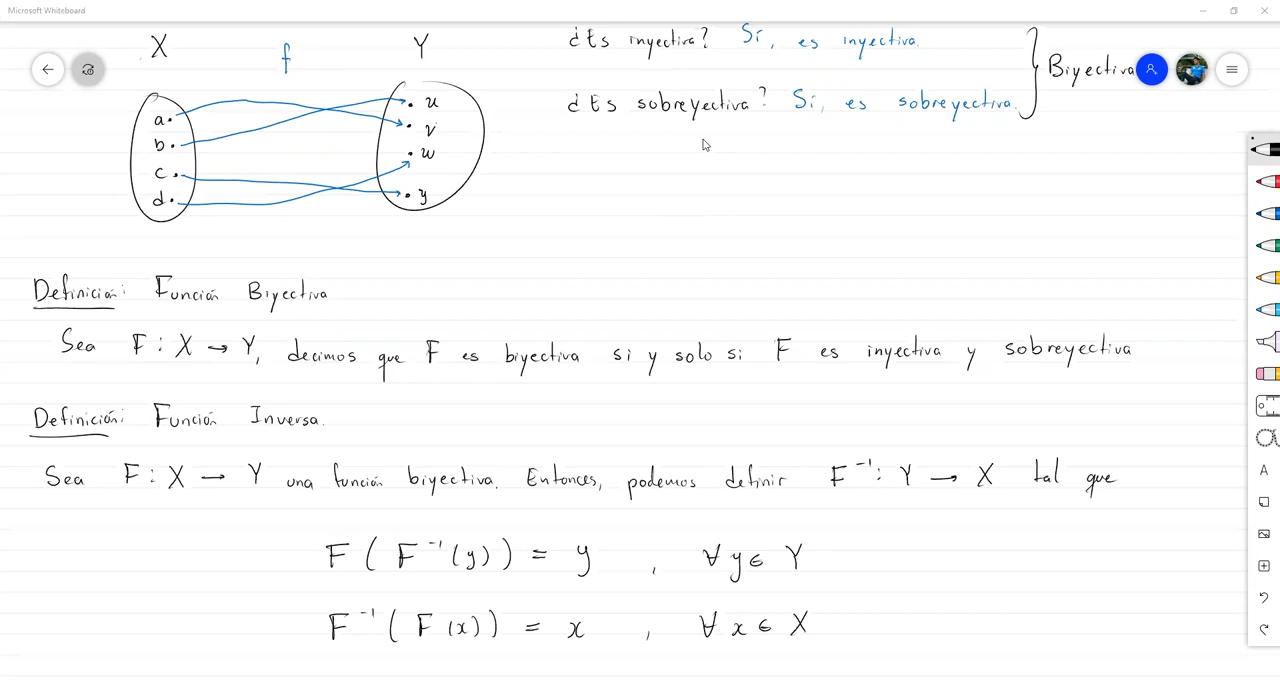 Microsoft Whiteboard
X f Y
¿Es inyectiva? Sí, es inyectiva.
¿Es sobreyectiva? Sí, es sobreyectiva.
Biyectiva
a
b
c
d
u
v
w
y
Definición: Función Biyectiva
Sea F : X → Y, decimos que F es biyectiva si y solo si F es inyectiva y sobreyectiva
Definición: Función Inversa.
Sea F : X → Y una función biyectiva. Entonces, podemos definir F⁻¹ : Y → X tal que
F ( F⁻¹(y) ) = y , ∀ y ∈ Y
F⁻¹ ( F(x) ) = x , ∀ x ∈ X
A